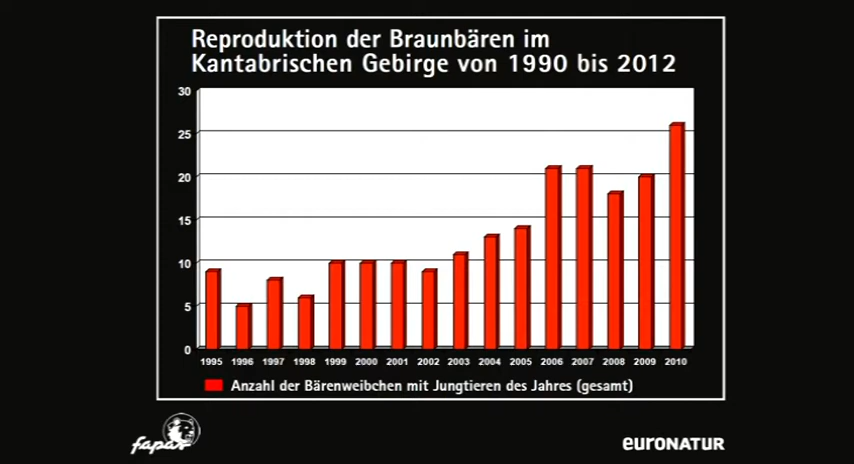 Reproduktion der Braunbären im
Kantabrischen Gebirge von 1990 bis 2012
30
25
20
15
10
5
0
1995 1996 1997 1998 1999 2000 2001 2002 2003 2004 2005 2006 2007 2008 2009 2010
Anzahl der Bärenweibchen mit Jungtieren des Jahres (gesamt)
fapas
euronatur